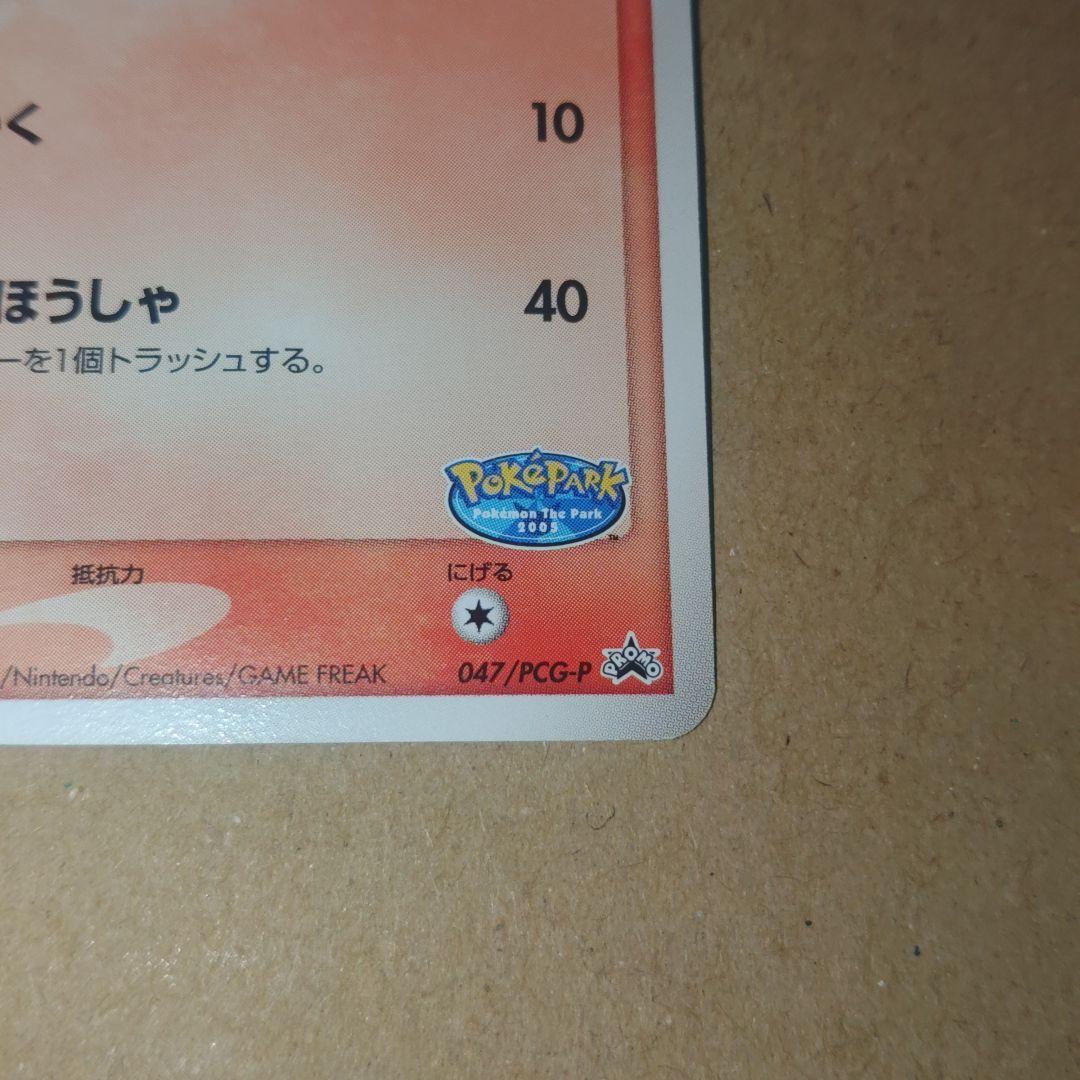 く 10
ほうしゃ 40
ーを1個トラッシュする。
POKéPARK
Pokémon The Park
2005
TM
抵抗力 にげる
/Nintendo/Creatures/GAME FREAK 047/PCG-P PROMO